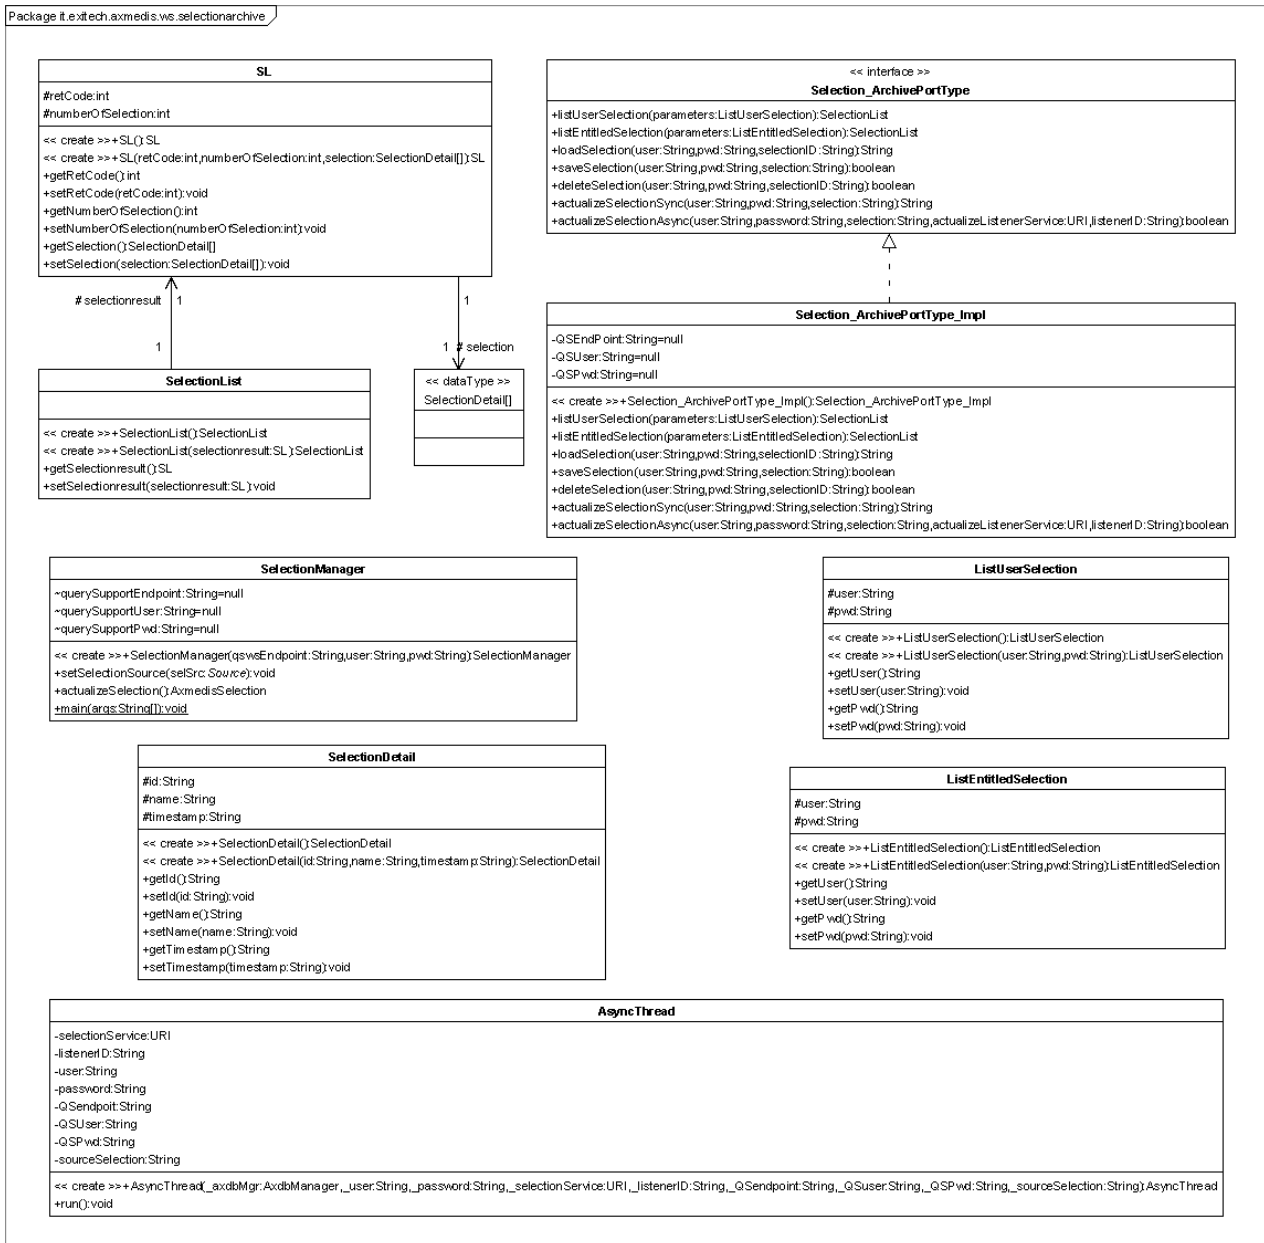 Package it.exitech.axmedis.ws.selectionarchive
SL
#retCode:int
#numberOfSelection:int
<< create >>+SL():SL
<< create >>+SL(retCode:int,numberOfSelection:int,selection:SelectionDetail[]):SL
+getRetCode():int
+setRetCode(retCode:int):void
+getNumberOfSelection():int
+setNumberOfSelection(numberOfSelection:int):void
+getSelection():SelectionDetail[]
+setSelection(selection:SelectionDetail[]):void
<< interface >>
Selection_ArchivePortType
+listUserSelection(parameters:ListUserSelection):SelectionList
+listEntitledSelection(parameters:ListEntitledSelection):SelectionList
+loadSelection(user:String,pwd:String,selectionID:String):String
+saveSelection(user:String,pwd:String,selection:String):boolean
+deleteSelection(user:String,pwd:String,selectionID:String):boolean
+actualizeSelectionSync(user:String,pwd:String,selection:String):String
+actualizeSelectionAsync(user:String,password:String,selection:String,actualizeListenerService:URI,listenerID:String):boolean
# selectionresult 1
1
1
1 # selection
SelectionList
<< create >>+SelectionList():SelectionList
<< create >>+SelectionList(selectionresult:SL):SelectionList
+getSelectionresult():SL
+setSelectionresult(selectionresult:SL):void
<< dataType >>
SelectionDetail[]
Selection_ArchivePortType_Impl
-QSEndPoint:String=null
-QSUser:String=null
-QSPwd:String=null
<< create >>+Selection_ArchivePortType_Impl():Selection_ArchivePortType_Impl
+listUserSelection(parameters:ListUserSelection):SelectionList
+listEntitledSelection(parameters:ListEntitledSelection):SelectionList
+loadSelection(user:String,pwd:String,selectionID:String):String
+saveSelection(user:String,pwd:String,selection:String):boolean
+deleteSelection(user:String,pwd:String,selectionID:String):boolean
+actualizeSelectionSync(user:String,pwd:String,selection:String):String
+actualizeSelectionAsync(user:String,password:String,selection:String,actualizeListenerService:URI,listenerID:String):boolean
SelectionManager
~querySupportEndpoint:String=null
~querySupportUser:String=null
~querySupportPwd:String=null
<< create >>+SelectionManager(qswsEndpoint:String,user:String,pwd:String):SelectionManager
+setSelectionSource(selSrc:Source):void
+actualizeSelection():AxmedisSelection
+main(args:String[]):void
ListUserSelection
#user:String
#pwd:String
<< create >>+ListUserSelection():ListUserSelection
<< create >>+ListUserSelection(user:String,pwd:String):ListUserSelection
+getUser():String
+setUser(user:String):void
+getPwd():String
+setPwd(pwd:String):void
SelectionDetail
#id:String
#name:String
#timestamp:String
<< create >>+SelectionDetail():SelectionDetail
<< create >>+SelectionDetail(id:String,name:String,timestamp:String):SelectionDetail
+getId():String
+setId(id:String):void
+getName():String
+setName(name:String):void
+getTimestamp():String
+setTimestamp(timestamp:String):void
ListEntitledSelection
#user:String
#pwd:String
<< create >>+ListEntitledSelection():ListEntitledSelection
<< create >>+ListEntitledSelection(user:String,pwd:String):ListEntitledSelection
+getUser():String
+setUser(user:String):void
+getPwd():String
+setPwd(pwd:String):void
AsyncThread
-selectionService:URI
-listenerID:String
-user:String
-password:String
-QSendpoit:String
-QSUser:String
-QSPwd:String
-sourceSelection:String
<< create >>+AsyncThread(_axdbMgr:AxdbManager,_user:String,_password:String,_selectionService:URI,_listenerID:String,_QSendpoint:String,_QSuser:String,_QSPwd:String,_sourceSelection:String):AsyncThread
+run():void